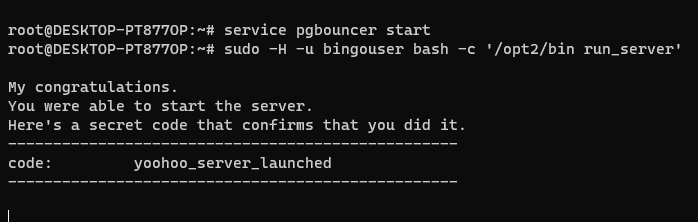 root@DESKTOP-PT877OP:~# service pgbouncer start
root@DESKTOP-PT877OP:~# sudo -H -u bingouser bash -c '/opt2/bin run_server'
My congratulations.
You were able to start the server.
Here's a secret code that confirms that you did it.
--------------------------------------------------
code:         yoohoo_server_launched
--------------------------------------------------